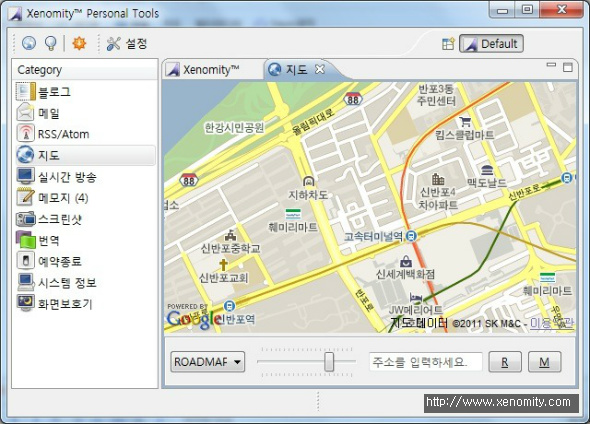 Xenomity™ Personal Tools
설정
Default
Category
블로그
메일
RSS/Atom
지도
실시간 방송
메모지 (4)
스크린샷
번역
예약종료
시스템 정보
화면보호기
Xenomity™
지도
반포3동
주민센터
88
올림픽대로
한강시민공원
킴스클럽마트
88
맥도날드
신반포4
차아파트
신반포로
지하차도
훼미리마트
고속터미널역
신반포중학교
신반포교회
신세계백화점
훼미리마트
JW메리어트
반포로
POWERED BY
Google
신반포역
지도 데이터 ©2011 SK M&C - 이용약관
ROADMAP
주소를 입력하세요.
R
M
http://www.xenomity.com